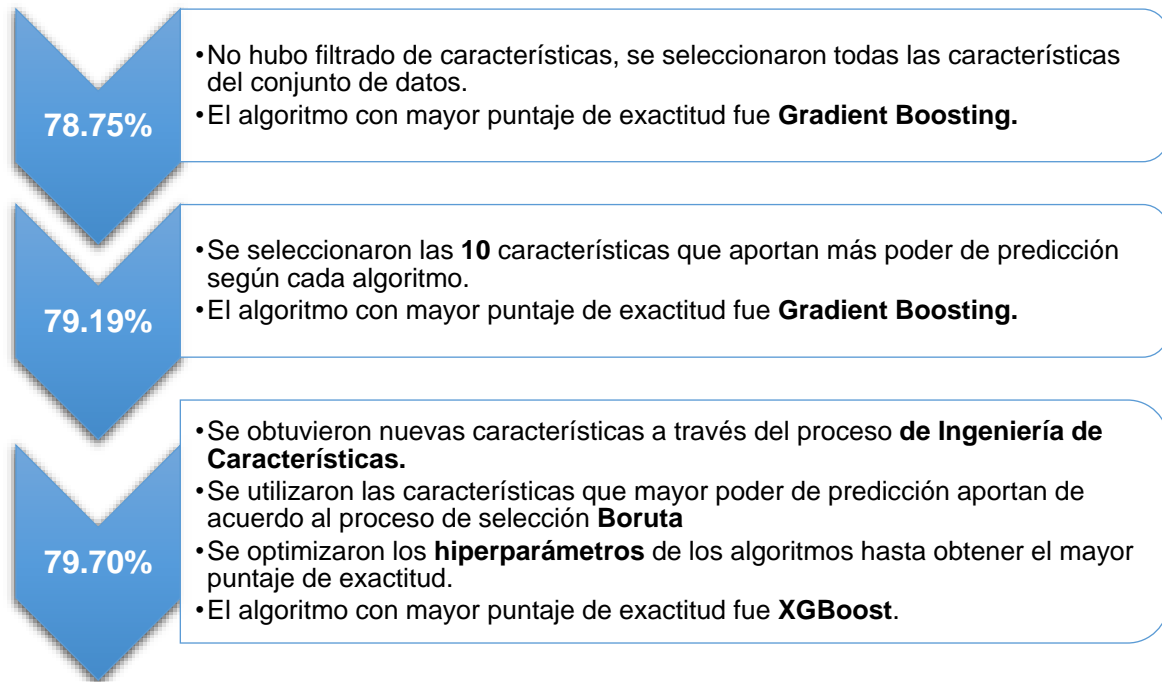 •No hubo filtrado de características, se seleccionaron todas las características
del conjunto de datos.
•El algoritmo con mayor puntaje de exactitud fue Gradient Boosting.
78.75%
•Se seleccionaron las 10 características que aportan más poder de predicción
según cada algoritmo.
•El algoritmo con mayor puntaje de exactitud fue Gradient Boosting.
79.19%
•Se obtuvieron nuevas características a través del proceso de Ingeniería de
Características.
•Se utilizaron las características que mayor poder de predicción aportan de
acuerdo al proceso de selección Boruta
•Se optimizaron los hiperparámetros de los algoritmos hasta obtener el mayor
puntaje de exactitud.
•El algoritmo con mayor puntaje de exactitud fue XGBoost.
79.70%